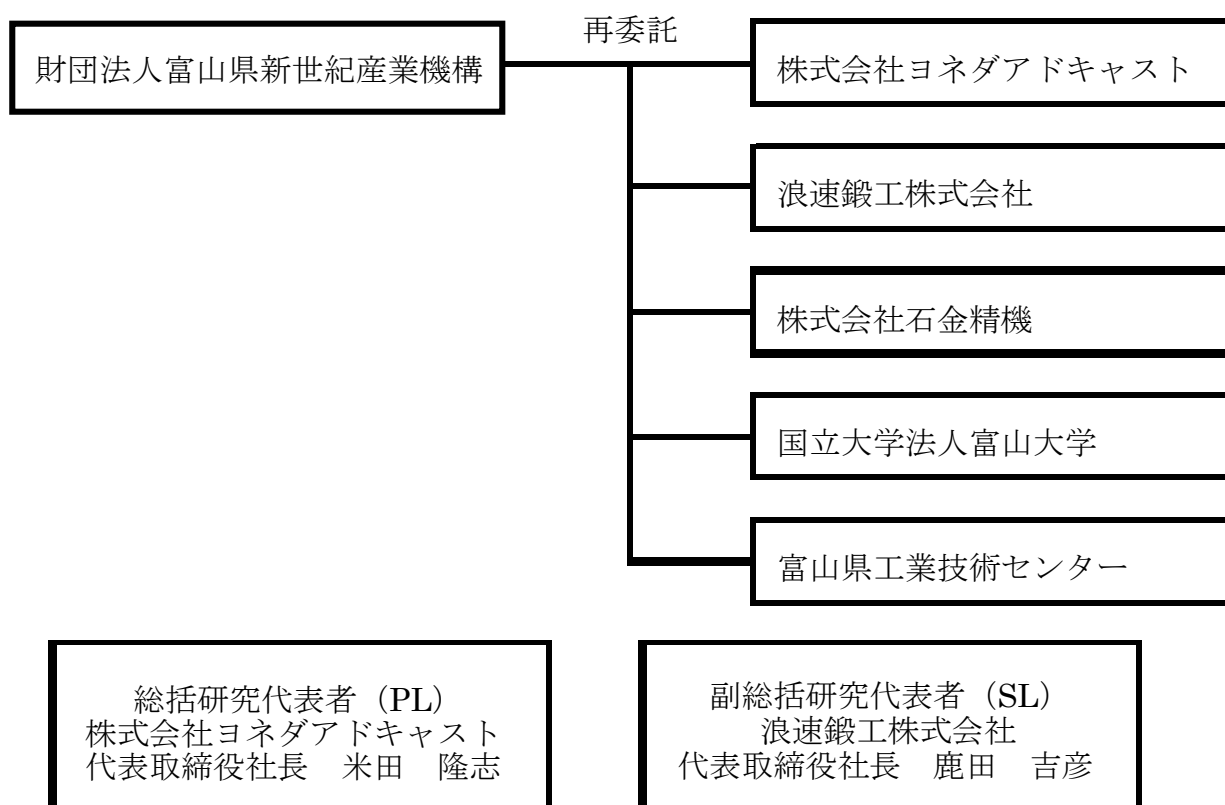 再委託
財団法人富山県新世紀産業機構
株式会社ヨネダアドキャスト
浪速鍛工株式会社
株式会社石金精機
国立大学法人富山大学
富山県工業技術センター
総括研究代表者（PL）
株式会社ヨネダアドキャスト
代表取締役社長　米田　隆志
副総括研究代表者（SL）
浪速鍛工株式会社
代表取締役社長　鹿田　吉彦